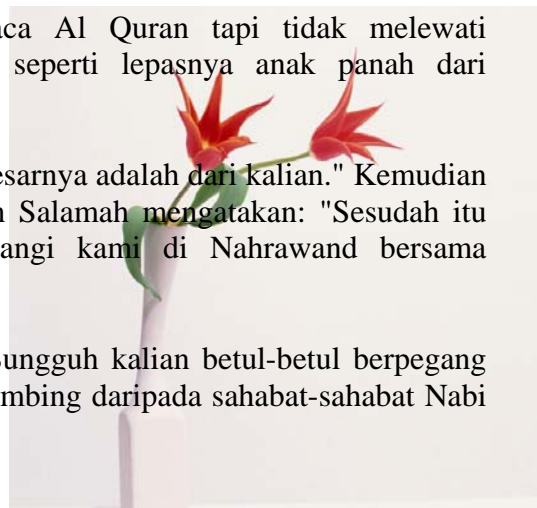 aca Al Quran tapi tidak melewati
seperti lepasnya anak panah dari
esarnya adalah dari kalian." Kemudian
n Salamah mengatakan: "Sesudah itu
angi kami di Nahrawand bersama
Sungguh kalian betul-betul berpegang
mbing daripada sahabat-sahabat Nabi